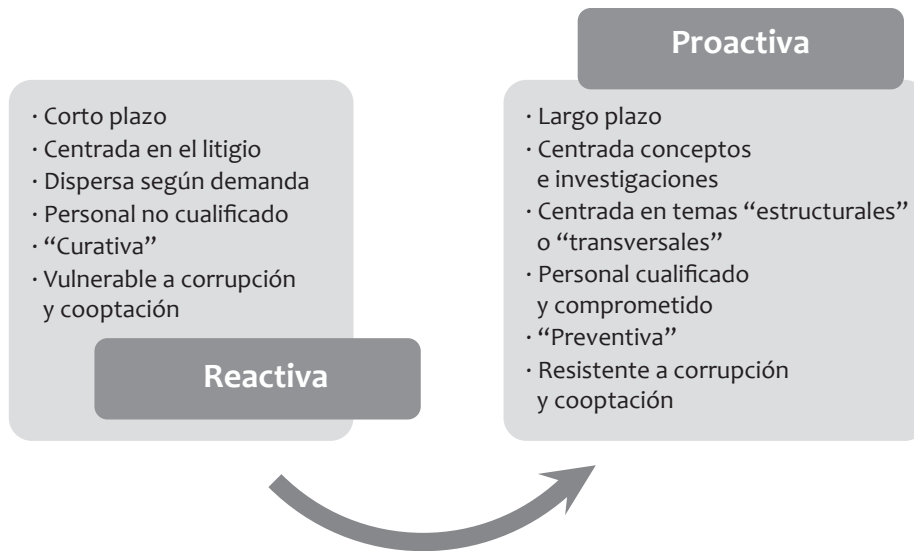 · Corto plazo
· Centrada en el litigio
· Dispersa según demanda
· Personal no cualificado
· “Curativa”
· Vulnerable a corrupción
y cooptación
Reactiva
Proactiva
· Largo plazo
· Centrada conceptos
e investigaciones
· Centrada en temas “estructurales”
o “transversales”
· Personal cualificado
y comprometido
· “Preventiva”
· Resistente a corrupción
y cooptación